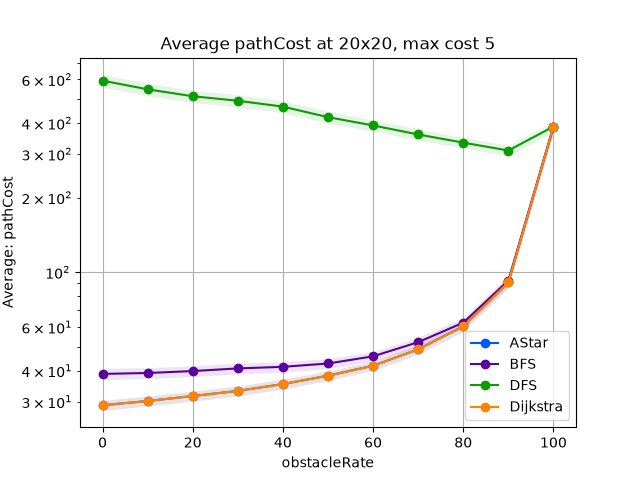 Average pathCost at 20x20, max cost 5
Average: pathCost
6 × 10²
4 × 10²
3 × 10²
2 × 10²
10²
6 × 10¹
4 × 10¹
3 × 10¹
AStar
BFS
DFS
Dijkstra
0 20 40 60 80 100
obstacleRate